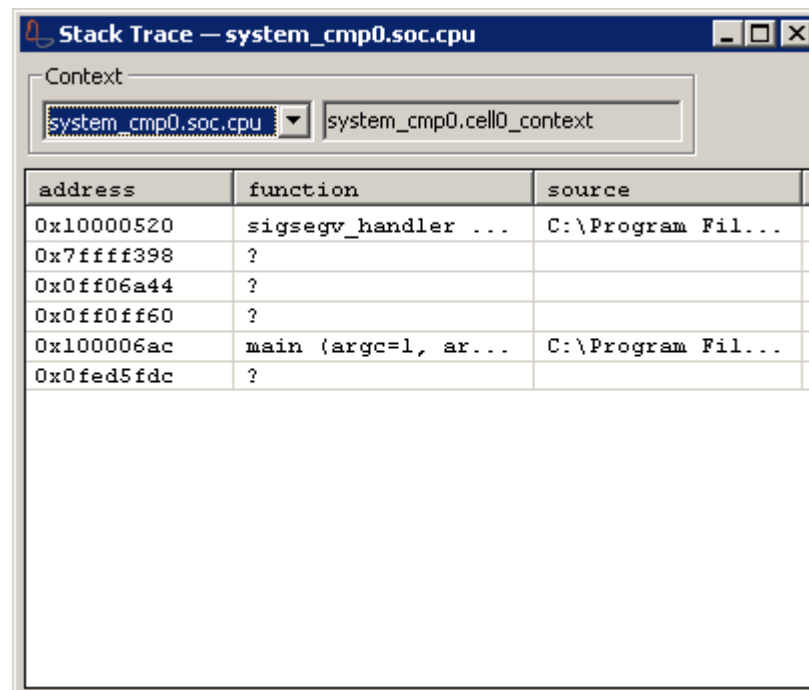 Stack Trace — system_cmp0.soc.cpu
Context
system_cmp0.soc.cpu system_cmp0.cell0_context
address function source
0x10000520 sigsegv_handler ... C:\Program Fil...
0x7ffff398 ?
0x0ff06a44 ?
0x0ff0ff60 ?
0x100006ac main (argc=1, ar... C:\Program Fil...
0x0fed5fdc ?